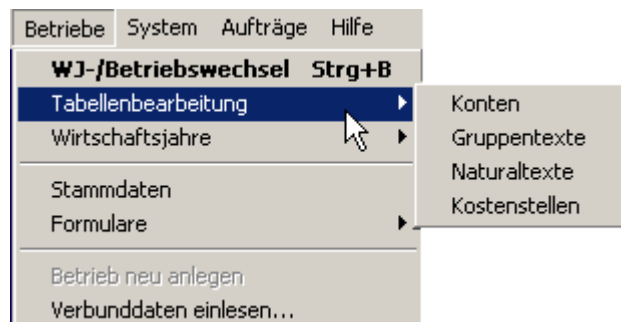 Betriebe System Aufträge Hilfe
WJ-/Betriebswechsel Strg+B
Tabellenbearbeitung
Wirtschaftsjahre
Stammdaten
Formulare
Betrieb neu anlegen
Verbunddaten einlesen...
Konten
Gruppentexte
Naturaltexte
Kostenstellen